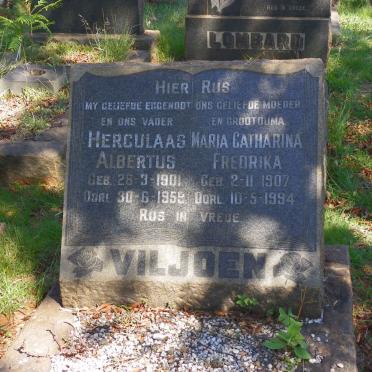 LOMBARD
Hier Rus
My geliefde eggenoot ons geliefde moeder
en ons vader en grootouma
Herculaas Maria Catharina
Albertus Fredrika
Geb. 28-3-1901 Geb 2-11-1907
Oorl 30-6-1958 Oorl 10-5-1994
Rus in vrede
VILJOEN